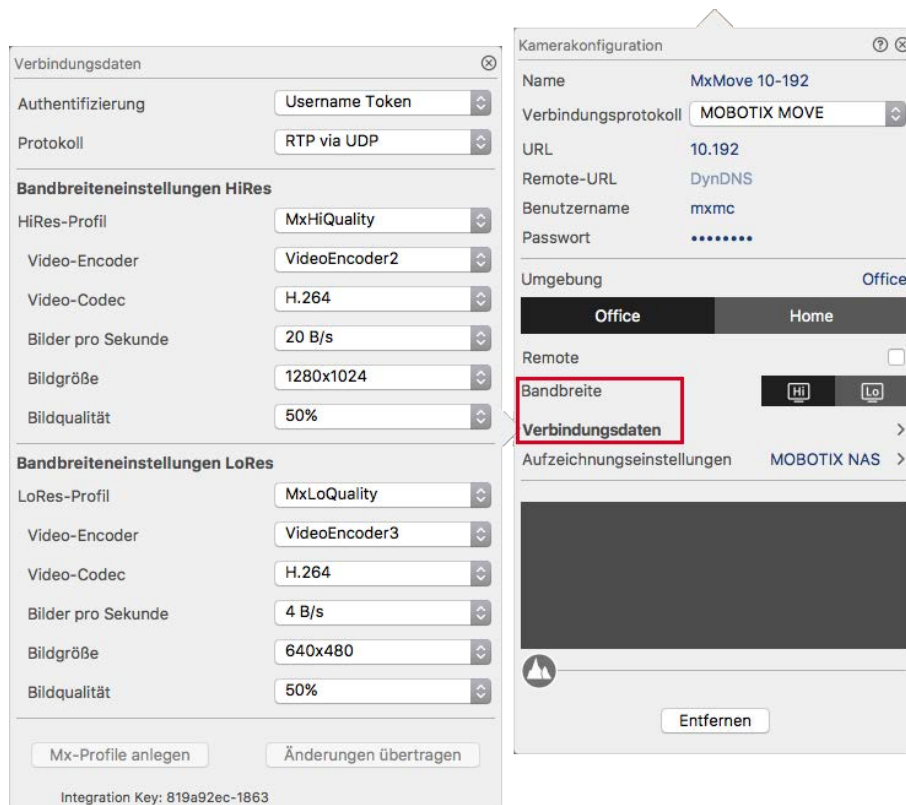 Verbindungsdaten
Authentifizierung Username Token
Protokoll RTP via UDP
Bandbreiteneinstellungen HiRes
HiRes-Profil MxHiQuality
Video-Encoder VideoEncoder2
Video-Codec H.264
Bilder pro Sekunde 20 B/s
Bildgröße 1280x1024
Bildqualität 50%
Bandbreiteneinstellungen LoRes
LoRes-Profil MxLoQuality
Video-Encoder VideoEncoder3
Video-Codec H.264
Bilder pro Sekunde 4 B/s
Bildgröße 640x480
Bildqualität 50%
Mx-Profile anlegen Änderungen übertragen
Integration Key: 819a92ec-1863
Kamerakonfiguration ?
Name MxMove 10-192
Verbindungsprotokoll MOBOTIX MOVE
URL 10.192
Remote-URL DynDNS
Benutzername mxmc
Passwort ••••••••
Umgebung Office
Office Home
Remote
Bandbreite Hi Lo
Verbindungsdaten >
Aufzeichnungseinstellungen MOBOTIX NAS >
Entfernen